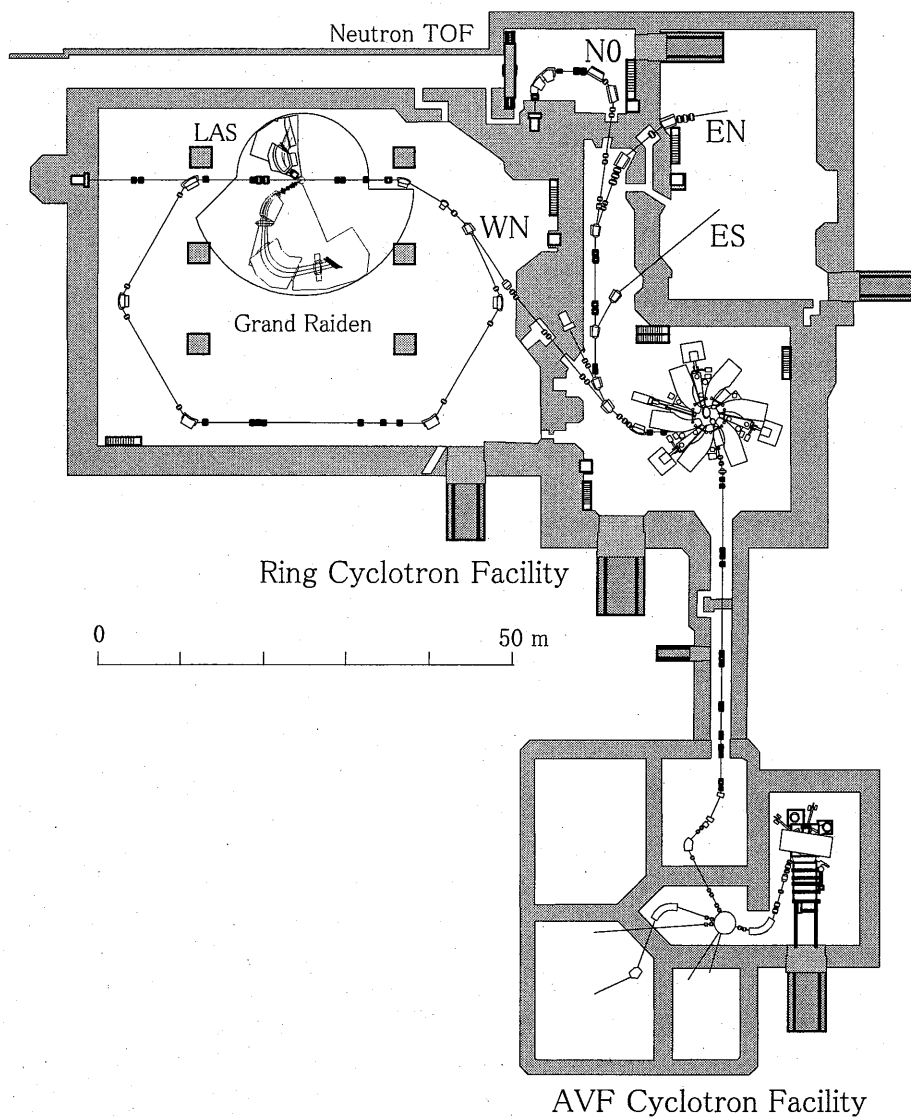 Neutron TOF
N0
EN
LAS
WN
ES
Grand Raiden
Ring Cyclotron Facility
0
50 m
AVF Cyclotron Facility